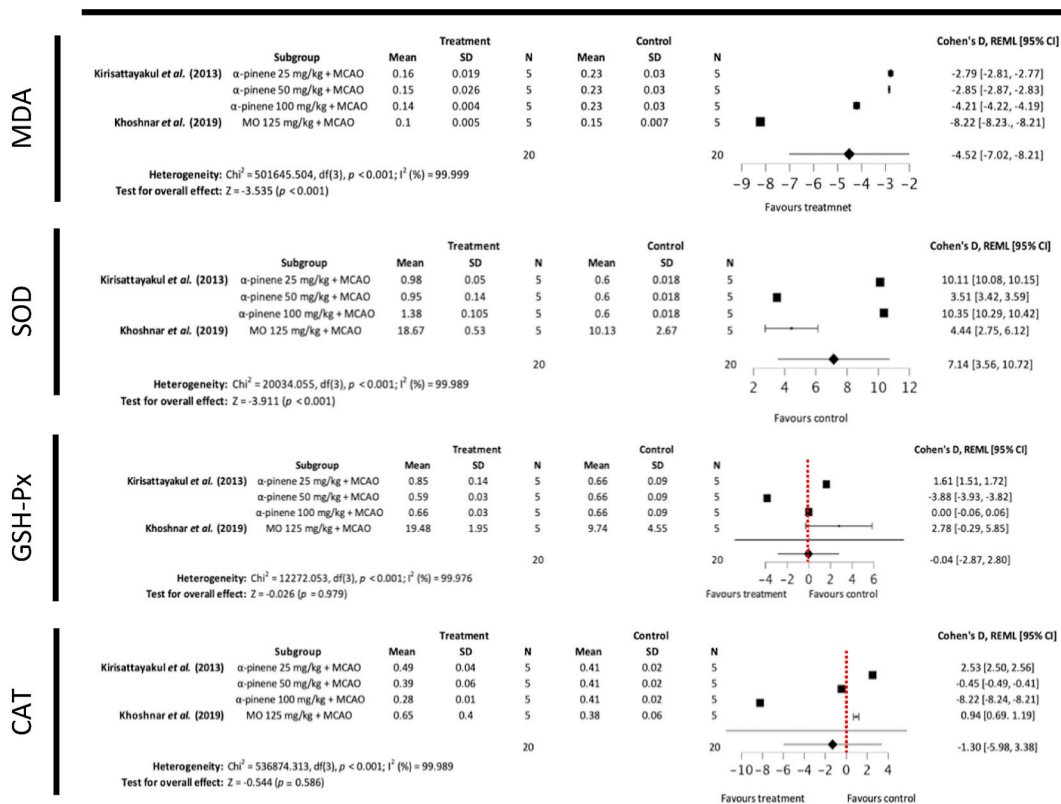 MDA
Treatment Control Cohen's D, REML [95% CI]
Subgroup Mean SD N Mean SD N
Kirisattayakul et al. (2013) α-pinene 25 mg/kg + MCAO 0.16 0.019 5 0.23 0.03 5 -2.79 [-2.81, -2.77]
α-pinene 50 mg/kg + MCAO 0.15 0.026 5 0.23 0.03 5 -2.85 [-2.87, -2.83]
α-pinene 100 mg/kg + MCAO 0.14 0.004 5 0.23 0.03 5 -4.21 [-4.22, -4.19]
Khoshnar et al. (2019) MO 125 mg/kg + MCAO 0.1 0.005 5 0.15 0.007 5 -8.22 [-8.23., -8.21]
20 20 -4.52 [-7.02, -8.21]
Heterogeneity: Chi² = 501645.504, df(3), p < 0.001; I² (%) = 99.999
Test for overall effect: Z = -3.535 (p < 0.001)
-9 -8 -7 -6 -5 -4 -3 -2
Favours treatmnet
SOD
Treatment Control Cohen's D, REML [95% CI]
Subgroup Mean SD N Mean SD N
Kirisattayakul et al. (2013) α-pinene 25 mg/kg + MCAO 0.98 0.05 5 0.6 0.018 5 10.11 [10.08, 10.15]
α-pinene 50 mg/kg + MCAO 0.95 0.14 5 0.6 0.018 5 3.51 [3.42, 3.59]
α-pinene 100 mg/kg + MCAO 1.38 0.105 5 0.6 0.018 5 10.35 [10.29, 10.42]
Khoshnar et al. (2019) MO 125 mg/kg + MCAO 18.67 0.53 5 10.13 2.67 5 4.44 [2.75, 6.12]
20 20 7.14 [3.56, 10.72]
Heterogeneity: Chi² = 20034.055, df(3), p < 0.001; I² (%) = 99.989
Test for overall effect: Z = -3.911 (p < 0.001)
2 4 6 8 10 12
Favours control
GSH-Px
Treatment Control Cohen's D, REML [95% CI]
Subgroup Mean SD N Mean SD N
Kirisattayakul et al. (2013) α-pinene 25 mg/kg + MCAO 0.85 0.14 5 0.66 0.09 5 1.61 [1.51, 1.72]
α-pinene 50 mg/kg + MCAO 0.59 0.03 5 0.66 0.09 5 -3.88 [-3.93, -3.82]
α-pinene 100 mg/kg + MCAO 0.66 0.03 5 0.66 0.09 5 0.00 [-0.06, 0.06]
Khoshnar et al. (2019) MO 125 mg/kg + MCAO 19.48 1.95 5 9.74 4.55 5 2.78 [-0.29, 5.85]
20 20 -0.04 [-2.87, 2.80]
Heterogeneity: Chi² = 12272.053, df(3), p < 0.001; I² (%) = 99.976
Test for overall effect: Z = -0.026 (p = 0.979)
-4 -2 0 2 4 6
Favours treatment Favours control
CAT
Treatment Control Cohen's D, REML [95% CI]
Subgroup Mean SD N Mean SD N
Kirisattayakul et al. (2013) α-pinene 25 mg/kg + MCAO 0.49 0.04 5 0.41 0.02 5 2.53 [2.50, 2.56]
α-pinene 50 mg/kg + MCAO 0.39 0.06 5 0.41 0.02 5 -0.45 [-0.49, -0.41]
α-pinene 100 mg/kg + MCAO 0.28 0.01 5 0.41 0.02 5 -8.22 [-8.24, -8.21]
Khoshnar et al. (2019) MO 125 mg/kg + MCAO 0.65 0.4 5 0.38 0.06 5 0.94 [0.69. 1.19]
20 20 -1.30 [-5.98, 3.38]
Heterogeneity: Chi² = 536874.313, df(3), p < 0.001; I² (%) = 99.989
Test for overall effect: Z = -0.544 (p = 0.586)
-10 -8 -6 -4 -2 0 2 4
Favours treatment Favours control